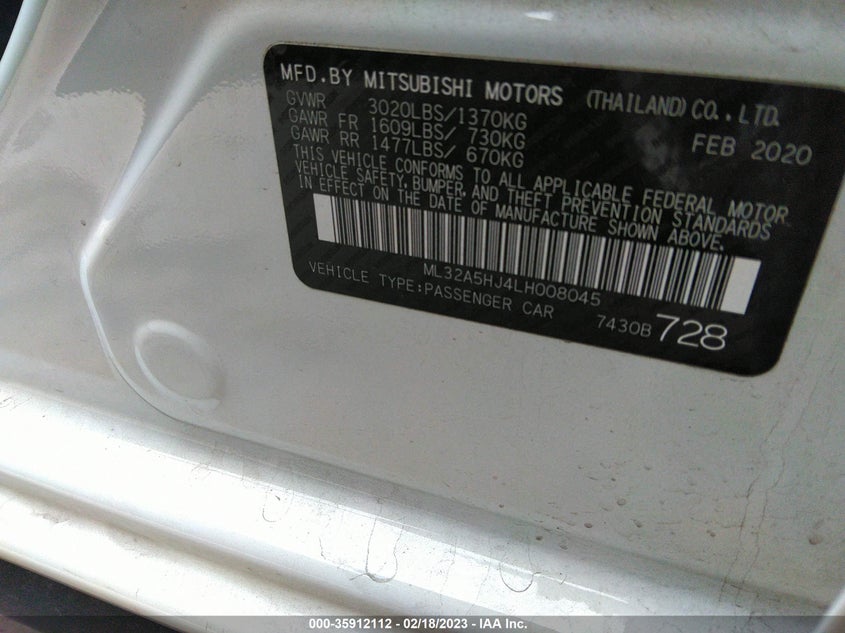 MFD.BY MITSUBISHI MOTORS (THAILAND) CO.,LTD.
GVWR 3020LBS/1370KG
GAWR FR 1609LBS/ 730KG FEB 2020
GAWR RR 1477LBS/ 670KG
THIS VEHICLE CONFORMS TO ALL APPLICABLE FEDERAL MOTOR
VEHICLE SAFETY, BUMPER, AND THEFT PREVENTION STANDARDS
IN EFFECT ON THE DATE OF MANUFACTURE SHOWN ABOVE.
ML32A5HJ4LH008045
VEHICLE TYPE:PASSENGER CAR 7430B 728
000-35912112 - 02/18/2023 - IAA Inc.